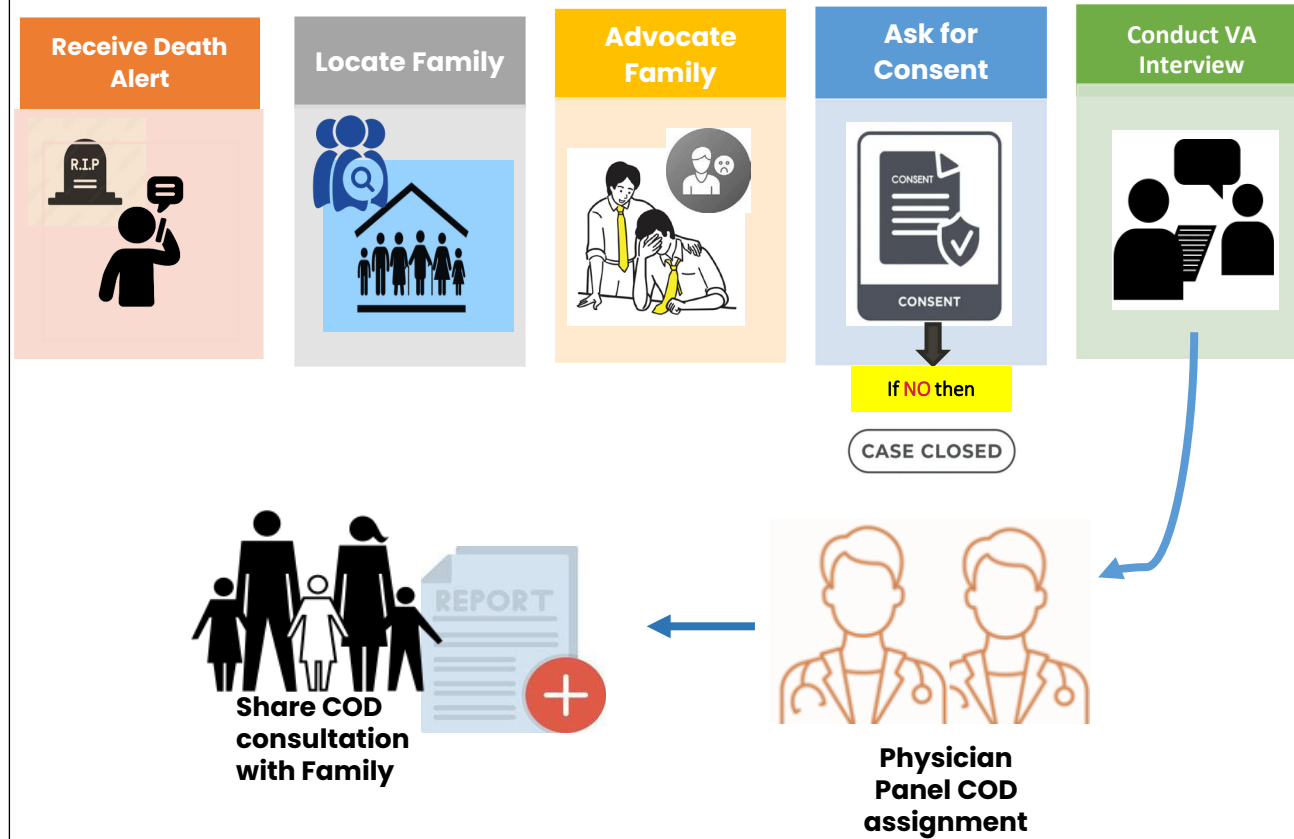 Receive Death
Alert
Locate Family
Advocate
Family
Ask for
Consent
Conduct VA
Interview
R.I.P
CONSENT
CONSENT
If NO then
CASE CLOSED
REPORT
Share COD
consultation
with Family
Physician
Panel COD
assignment